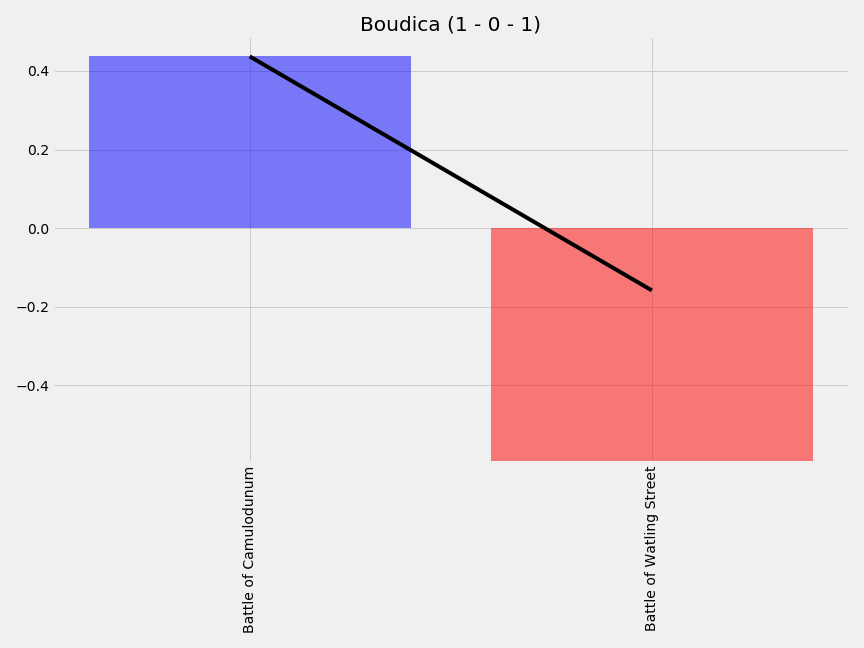 Boudica (1 - 0 - 1)
0.4
0.2
0.0
−0.2
−0.4
Battle of Camulodunum
Battle of Watling Street